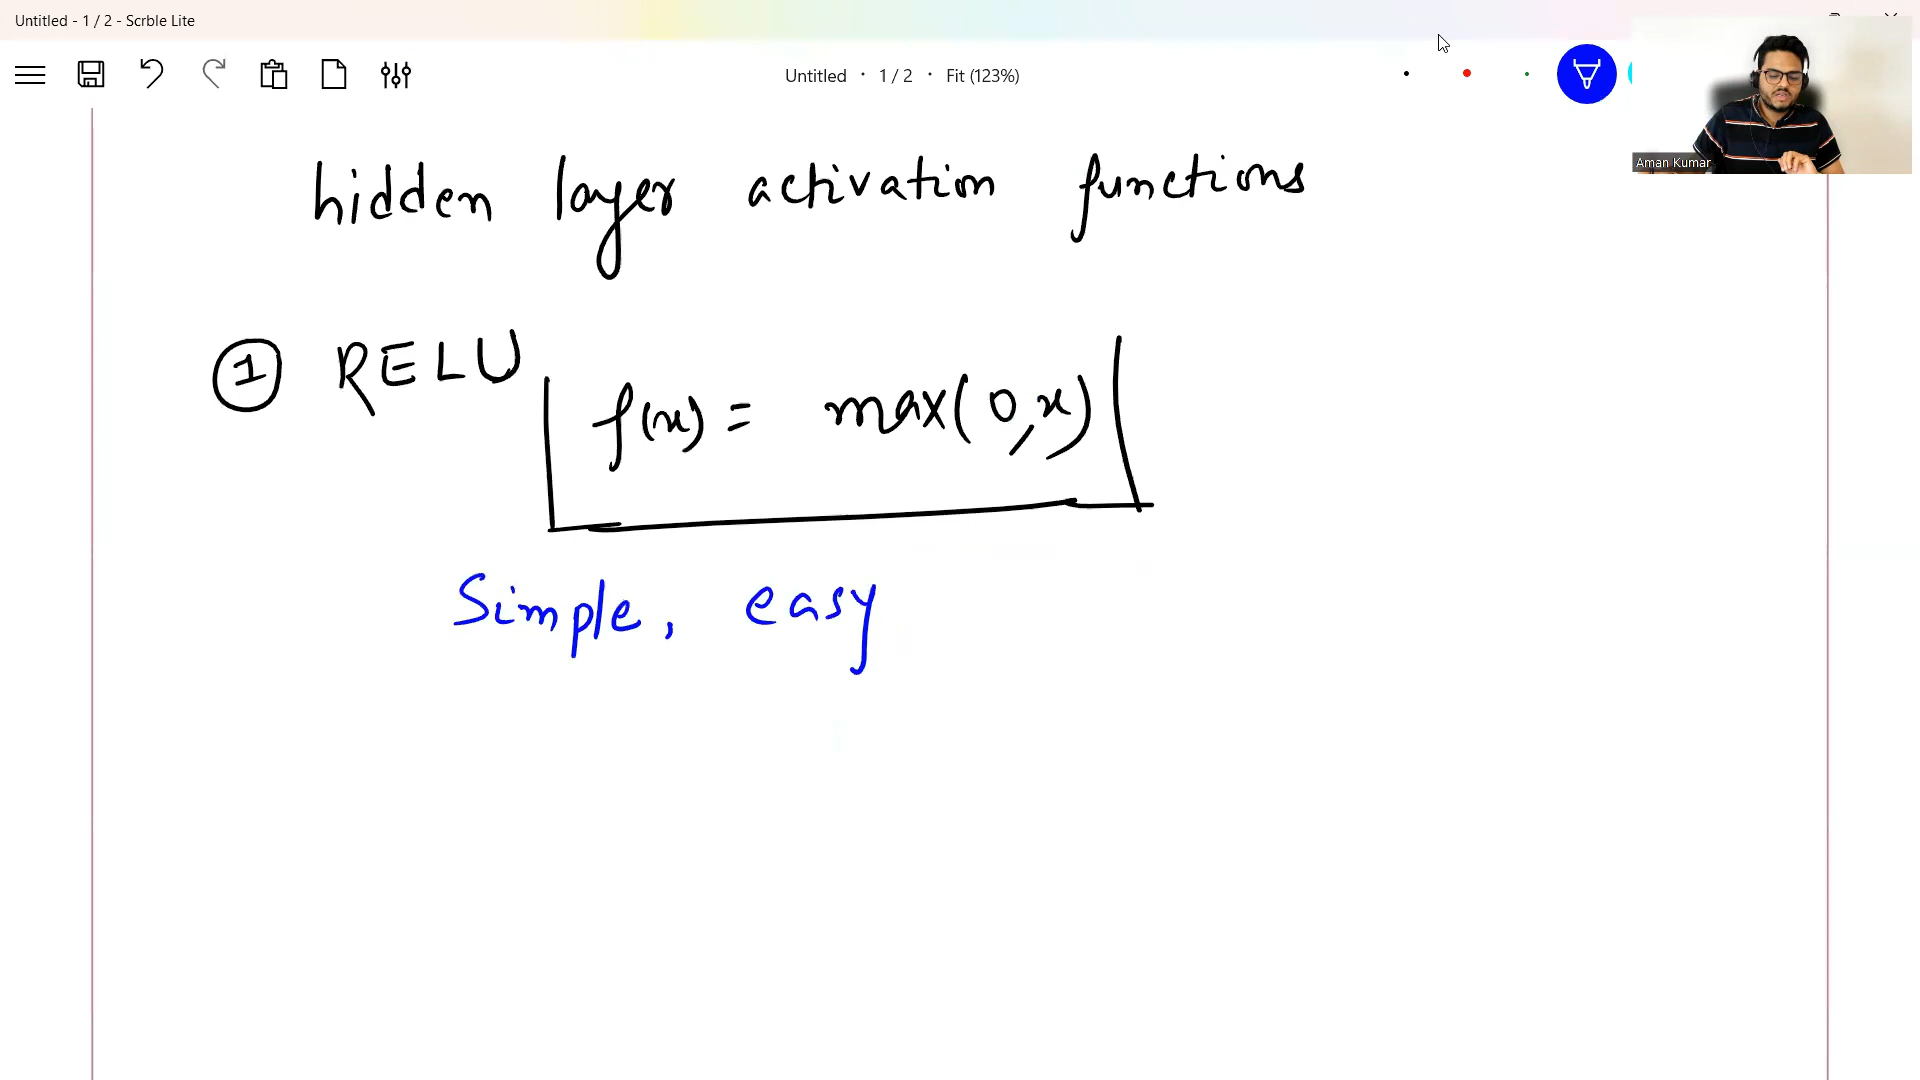 Untitled - 1 / 2 - Scrble Lite
Untitled · 1 / 2 · Fit (123%)
Aman Kumar
hidden layer activation functions
① RELU
f(x) = max(0,x)
Simple, easy